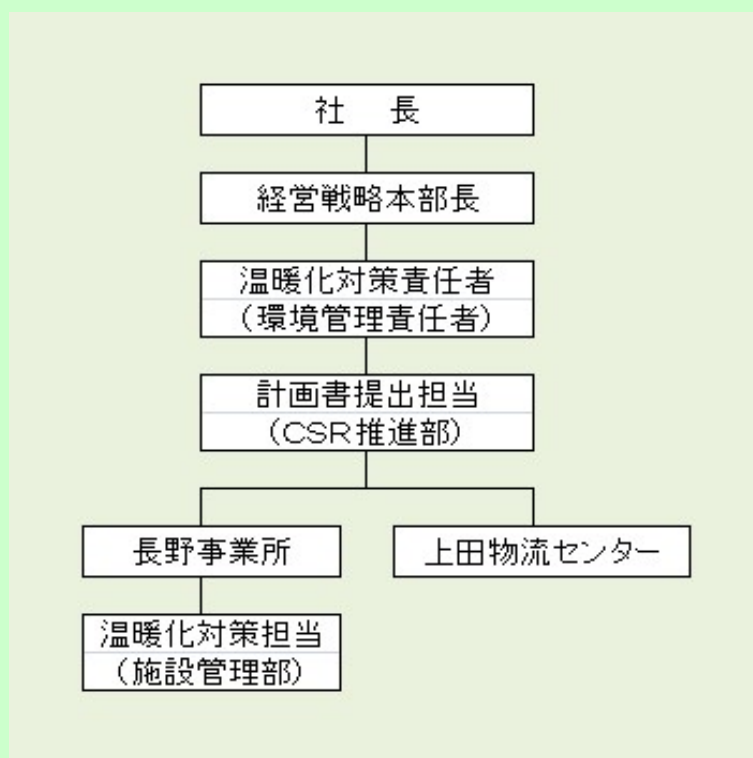 社　長
経営戦略本部長
温暖化対策責任者
（環境管理責任者）
計画書提出担当
（CSR推進部）
長野事業所
上田物流センター
温暖化対策担当
（施設管理部）